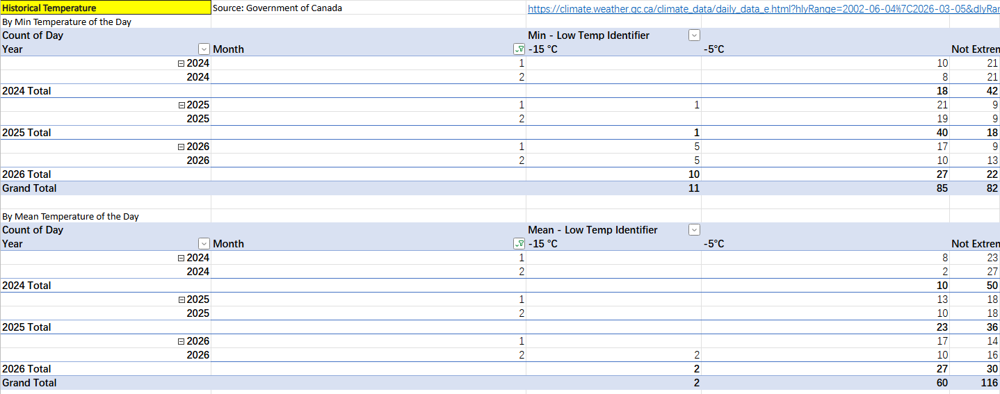 Historical Temperature Source: Government of Canada https://climate.weather.gc.ca/climate_data/daily_data_e.html?hlyRange=2002-06-04%7C2026-03-05&dlyRan
By Min Temperature of the Day
Count of Day Min - Low Temp Identifier
Year Month -15 °C -5°C Not Extrem
2024 1 10 21
2024 2 8 21
2024 Total 18 42
2025 1 1 21 9
2025 2 19 9
2025 Total 1 40 18
2026 1 5 17 9
2026 2 5 10 13
2026 Total 10 27 22
Grand Total 11 85 82
By Mean Temperature of the Day
Count of Day Mean - Low Temp Identifier
Year Month -15 °C -5°C Not Extrem
2024 1 8 23
2024 2 2 27
2024 Total 10 50
2025 1 13 18
2025 2 10 18
2025 Total 23 36
2026 1 17 14
2026 2 2 10 16
2026 Total 2 27 30
Grand Total 2 60 116